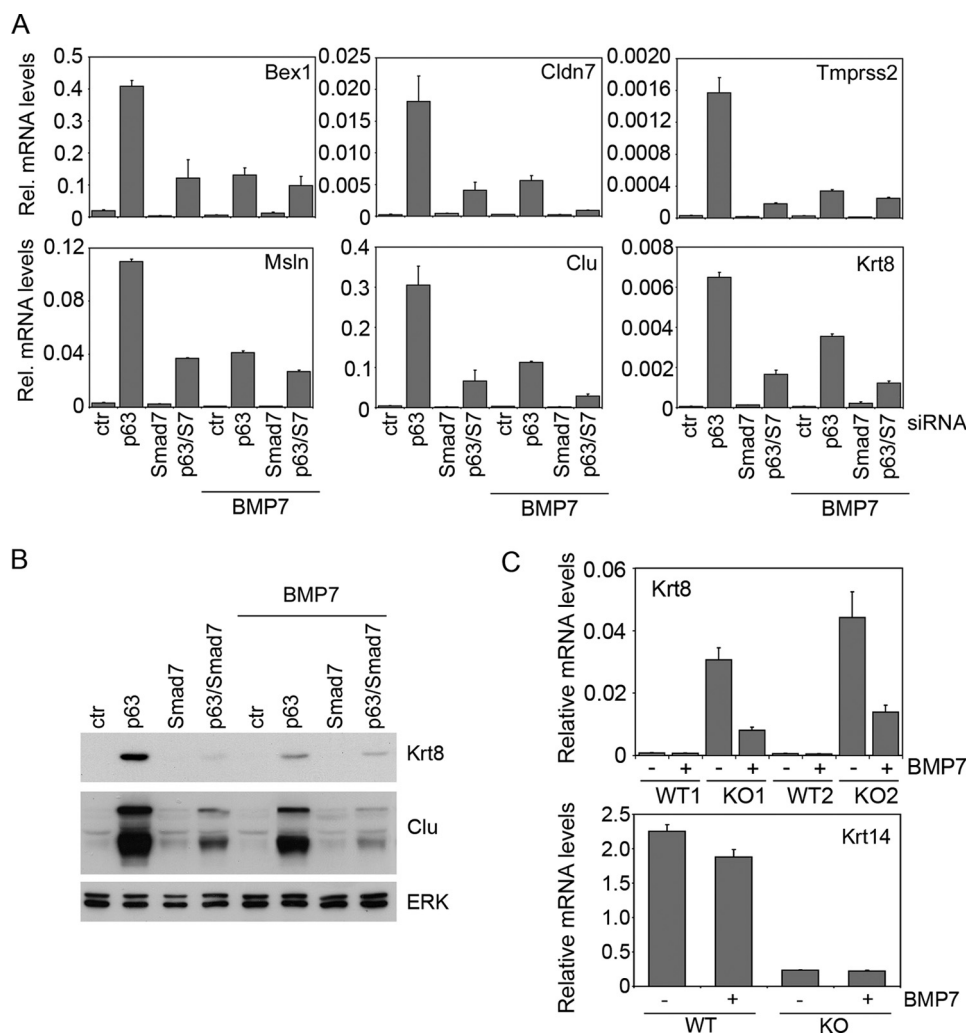 A
Rel. mRNA levels
0.5
0.4
0.3
0.2
0.1
0
Bex1
0.025
0.020
0.015
0.010
0.005
0
Cldn7
0.0020
0.0016
0.0012
0.0008
0.0004
0
Tmprss2
Rel. mRNA levels
0.12
0.08
0.04
0
Msln
0.4
0.3
0.2
0.1
0
Clu
0.008
0.006
0.004
0.002
0
Krt8
ctr p63 Smad7 p63/S7 ctr p63 Smad7 p63/S7
ctr p63 Smad7 p63/S7 ctr p63 Smad7 p63/S7
ctr p63 Smad7 p63/S7 ctr p63 Smad7 p63/S7
siRNA
BMP7 BMP7 BMP7
B
BMP7
ctr p63 Smad7 p63/Smad7 ctr p63 Smad7 p63/Smad7
Krt8
Clu
ERK
C
Relative mRNA levels
0.06
0.04
0.02
0
Krt8
- + - + - + - + BMP7
WT1 KO1 WT2 KO2
Relative mRNA levels
2.5
2.0
1.5
1.0
0.5
0
Krt14
- + - + BMP7
WT KO